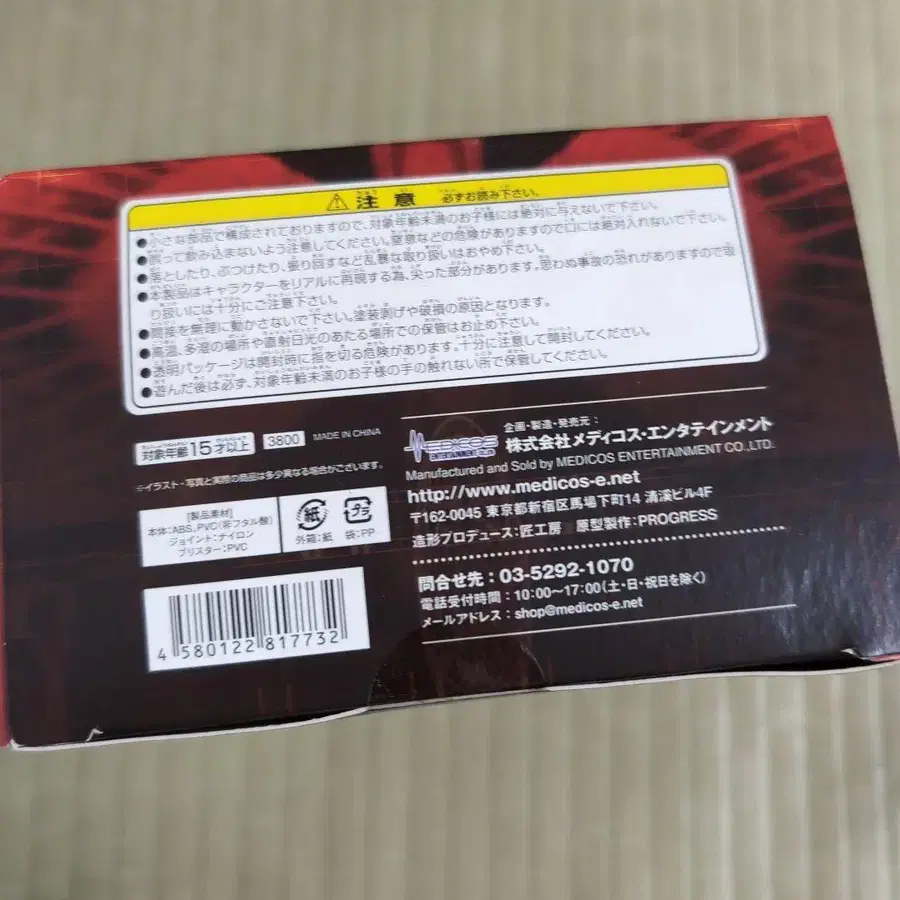 ⚠注意 必ずお読み下さい。
●小さな部品で構成されておりますので、対象年齢未満のお子様には絶対に与えないで下さい。
●誤って飲み込まないよう注意してください。窒息などの危険がありますので口には絶対入れないで下さい。
●落としたり、ぶつけたり、振り回すなど乱暴な取り扱いはおやめ下さい。
●本製品はキャラクターをリアルに再現する為、尖った部分があります。思わぬ事故の恐れがありますので取
り扱いには十分にご注意下さい。
●関接を無理に動かさないで下さい。塗装剥げや破損の原因となります。
●高温、多湿の場所や直射日光のあたる場所での保管はお止め下さい。
●透明パッケージは開封時に指を切る危険があります。十分に注意して開封してください。
●遊んだ後は必ず、対象年齢未満のお子様の手の触れない所で保管してください。
対象年齢15才以上 3800 MADE IN CHINA
※イラスト・写真と実際の商品は多少異なる場合がございます。
[製品素材]
本体:ABS、PVC(非フタル酸)
ジョイント:ナイロン
ブリスター:PVC
紙 プラ
外箱:紙 袋:PP
4 580122 817732
企画・製造・発売元:
MEDICOS
ENTERTAINMENT
株式会社メディコス・エンタテインメント
Manufactured and Sold by MEDICOS ENTERTAINMENT CO.,LTD.
http://www.medicos-e.net
〒162-0045 東京都新宿区馬場下町14 清溪ビル4F
造形プロデュース:匠工房 原型製作:PROGRESS
問合せ先:03-5292-1070
電話受付時間:10:00~17:00(土・日・祝日を除く)
メールアドレス:shop@medicos-e.net